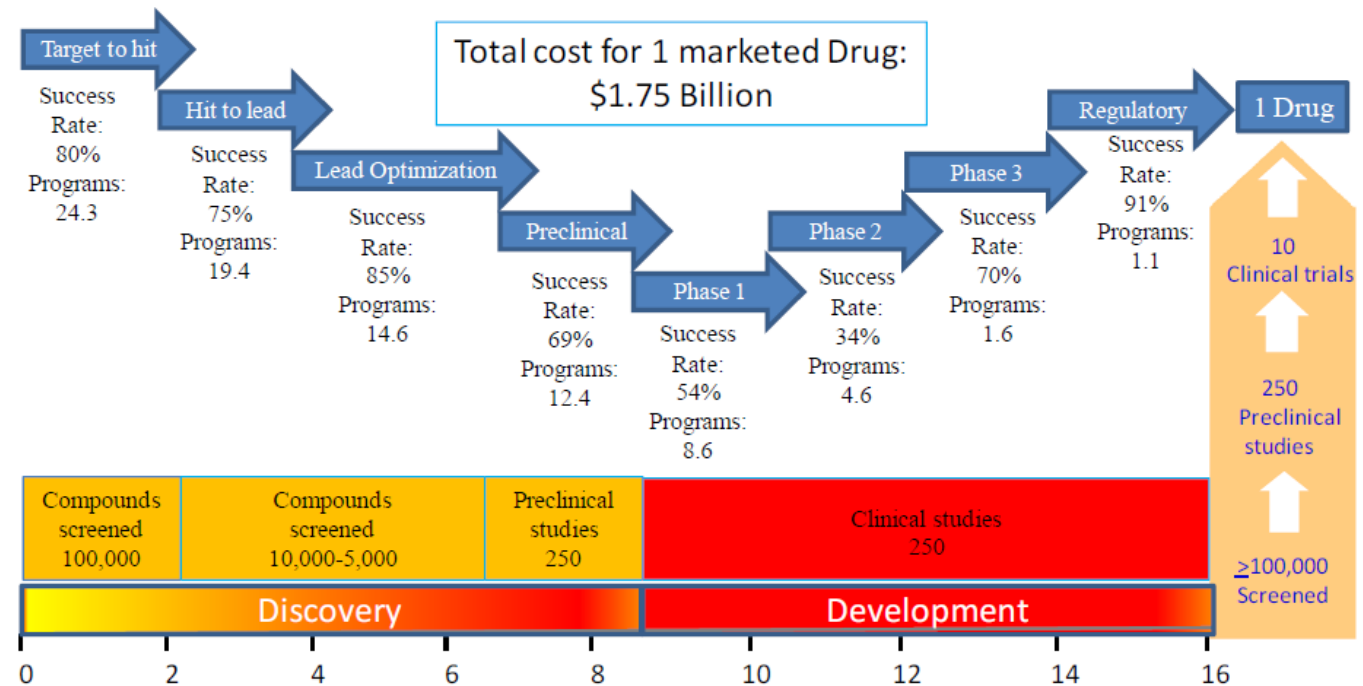 Target to hit
Success
Rate:
80%
Programs:
24.3
Hit to lead
Success
Rate:
75%
Programs:
19.4
Lead Optimization
Success
Rate:
85%
Programs:
14.6
Total cost for 1 marketed Drug:
$1.75 Billion
Preclinical
Success
Rate:
69%
Programs:
12.4
Phase 1
Success
Rate:
54%
Programs:
8.6
Phase 2
Success
Rate:
34%
Programs:
4.6
Phase 3
Success
Rate:
70%
Programs:
1.6
Regulatory
Success
Rate:
91%
Programs:
1.1
1 Drug
10
Clinical trials
250
Preclinical
studies
≥100,000
Screened
Compounds
screened
100,000
Compounds
screened
10,000-5,000
Preclinical
studies
250
Clinical studies
250
Discovery
Development
0 2 4 6 8 10 12 14 16